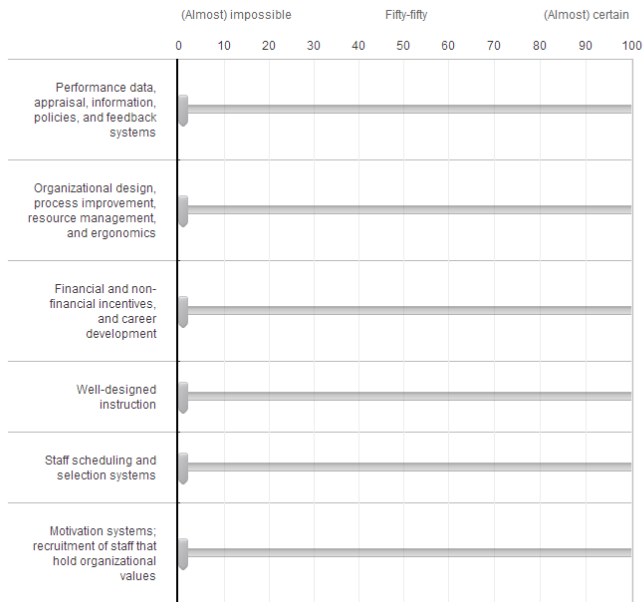 (Almost) impossible Fifty-fifty (Almost) certain
0 10 20 30 40 50 60 70 80 90 100
Performance data,
appraisal, information,
policies, and feedback
systems
Organizational design,
process improvement,
resource management,
and ergonomics
Financial and non-
financial incentives,
and career
development
Well-designed
instruction
Staff scheduling and
selection systems
Motivation systems;
recruitment of staff that
hold organizational
values